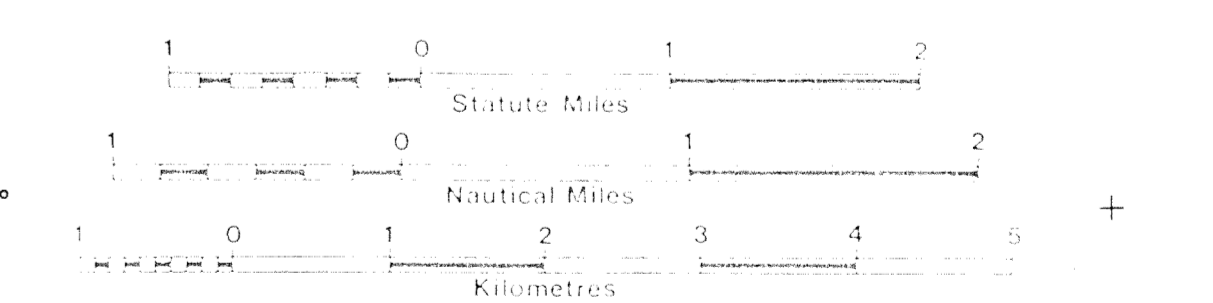 1 0 1 2
Statute Miles
1 0 1 2
Nautical Miles
1 0 1 2 3 4 5
Kilometres